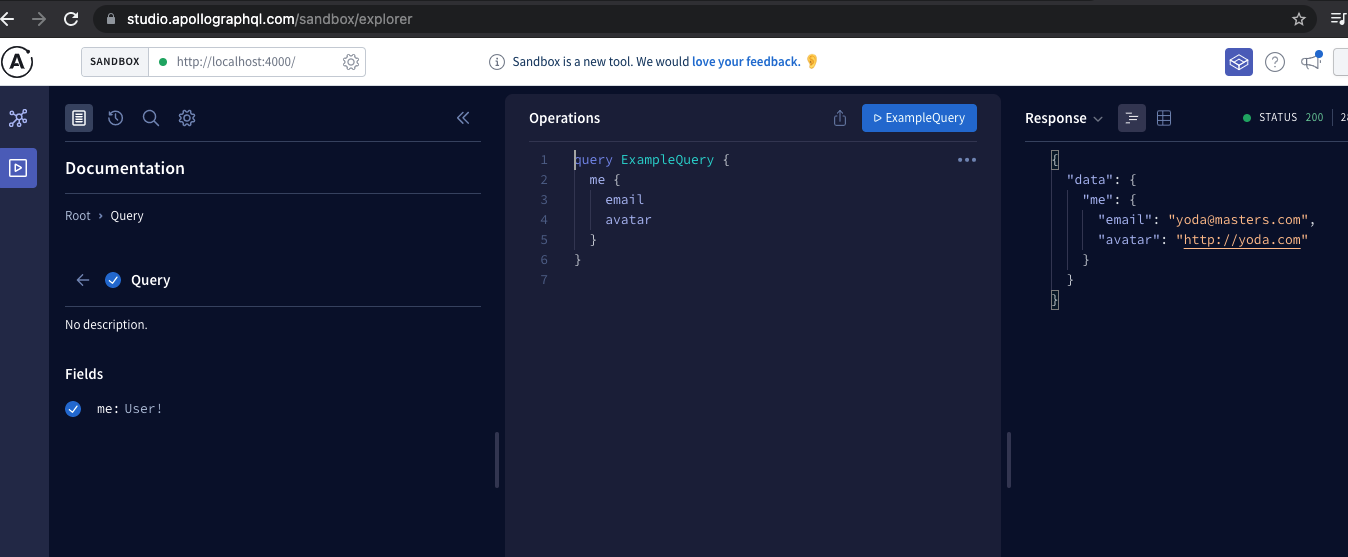 studio.apollographql.com/sandbox/explorer
A
SANDBOX
http://localhost:4000/
Sandbox is a new tool. We would love your feedback.
?
Documentation
Root › Query
Query
No description.
Fields
me: User!
Operations
ExampleQuery
1 query ExampleQuery {
2 me {
3 email
4 avatar
5 }
6 }
7
Response
STATUS 200
{
"data": {
"me": {
"email": "yoda@masters.com",
"avatar": "http://yoda.com"
}
}
}